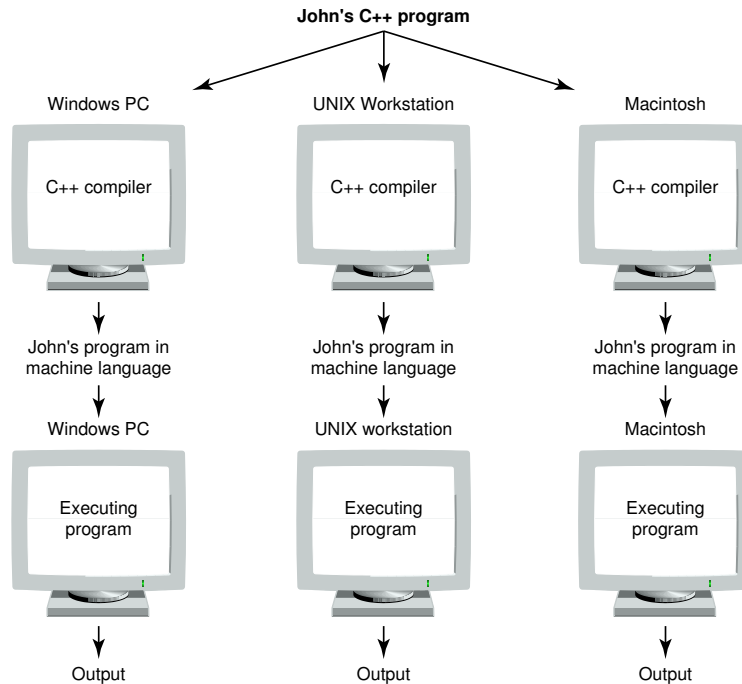 John's C++ program
Windows PC
UNIX Workstation
Macintosh
C++ compiler
C++ compiler
C++ compiler
John's program in
machine language
John's program in
machine language
John's program in
machine language
Windows PC
UNIX workstation
Macintosh
Executing
program
Executing
program
Executing
program
Output
Output
Output